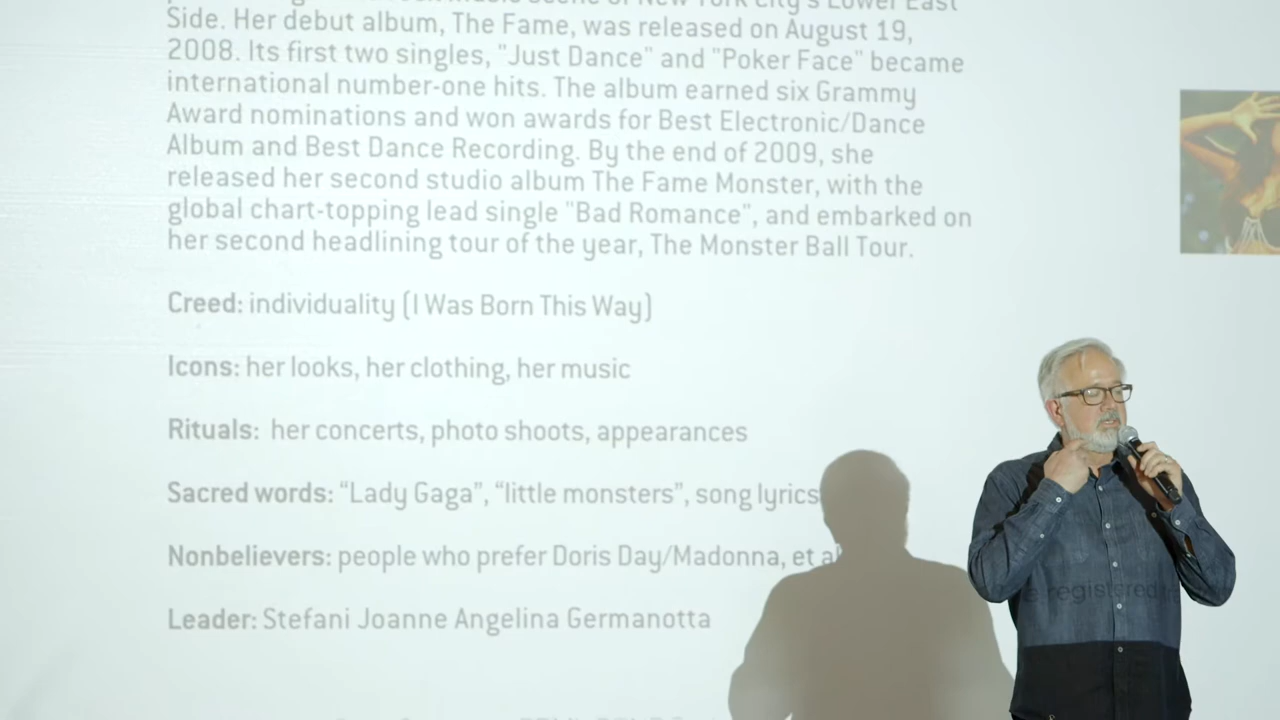 Side. Her debut album, The Fame, was released on August 19,
2008. Its first two singles, "Just Dance" and "Poker Face" became
international number-one hits. The album earned six Grammy
Award nominations and won awards for Best Electronic/Dance
Album and Best Dance Recording. By the end of 2009, she
released her second studio album The Fame Monster, with the
global chart-topping lead single "Bad Romance", and embarked on
her second headlining tour of the year, The Monster Ball Tour.
Creed: individuality (I Was Born This Way)
Icons: her looks, her clothing, her music
Rituals: her concerts, photo shoots, appearances
Sacred words: “Lady Gaga”, “little monsters”, song lyrics
Nonbelievers: people who prefer Doris Day/Madonna, et al
registered
Leader: Stefani Joanne Angelina Germanotta